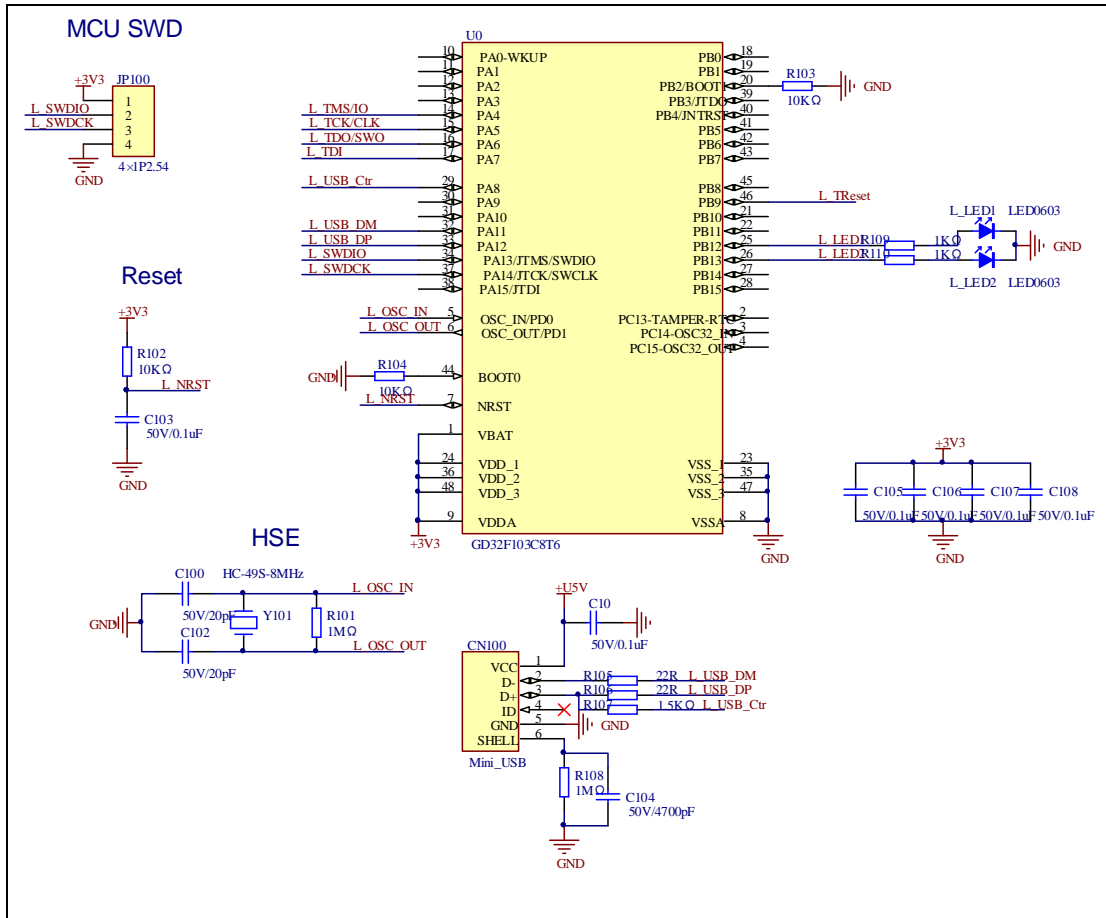 MCU SWD
+3V3
JP100
1
L_SWDIO 2
L_SWDCK 3
4
GND
4×1P2.54
Reset
+3V3
R102
10KΩ
L_NRST
C103
50V/0.1uF
GND
HSE
C100
HC-49S-8MHz
L_OSC_IN
50V/20pF
Y101
R101
1MΩ
GND
C102
L_OSC_OUT
50V/20pF
U0
10 PA0-WKUP
11 PA1
12 PA2
13 PA3
L_TMS/IO 14 PA4
L_TCK/CLK 15 PA5
L_TDO/SWO 16 PA6
L_TDI 17 PA7
L_USB_Ctr 29 PA8
30 PA9
31 PA10
L_USB_DM 32 PA11
L_USB_DP 33 PA12
L_SWDIO 34 PA13/JTMS/SWDIO
L_SWDCK 37 PA14/JTCK/SWCLK
38 PA15/JTDI
L_OSC_IN 5 OSC_IN/PD0
L_OSC_OUT 6 OSC_OUT/PD1
GND R104 10KΩ 44 BOOT0
L_NRST 7 NRST
1 VBAT
24 VDD_1
36 VDD_2
48 VDD_3
9 VDDA
+3V3
GD32F103C8T6
PB0 18
PB1 19
PB2/BOOT1 20 R103 10KΩ GND
PB3/JTDO 39
PB4/JNTRST 40
PB5 41
PB6 42
PB7 43
PB8 45
PB9 46 L_TReset
PB10 21
PB11 22
PB12 25 L_LED1 R109 1KΩ
PB13 26 L_LED2 R110 1KΩ
PB14 27
PB15 28
L_LED1 LED0603
GND
L_LED2 LED0603
PC13-TAMPER-RTC 2
PC14-OSC32_IN 3
PC15-OSC32_OUT 4
VSS_1 23
VSS_2 35
VSS_3 47
VSSA 8
GND
+3V3
C105 C106 C107 C108
50V/0.1uF 50V/0.1uF 50V/0.1uF 50V/0.1uF
GND
+U5V
C10
50V/0.1uF
CN100
VCC 1
D- 2 R105 22R L_USB_DM
D+ 3 R106 22R L_USB_DP
ID 4 R107 1.5KΩ L_USB_Ctr
GND 5 GND
SHELL 6
Mini_USB
R108
1MΩ
C104
50V/4700pF
GND